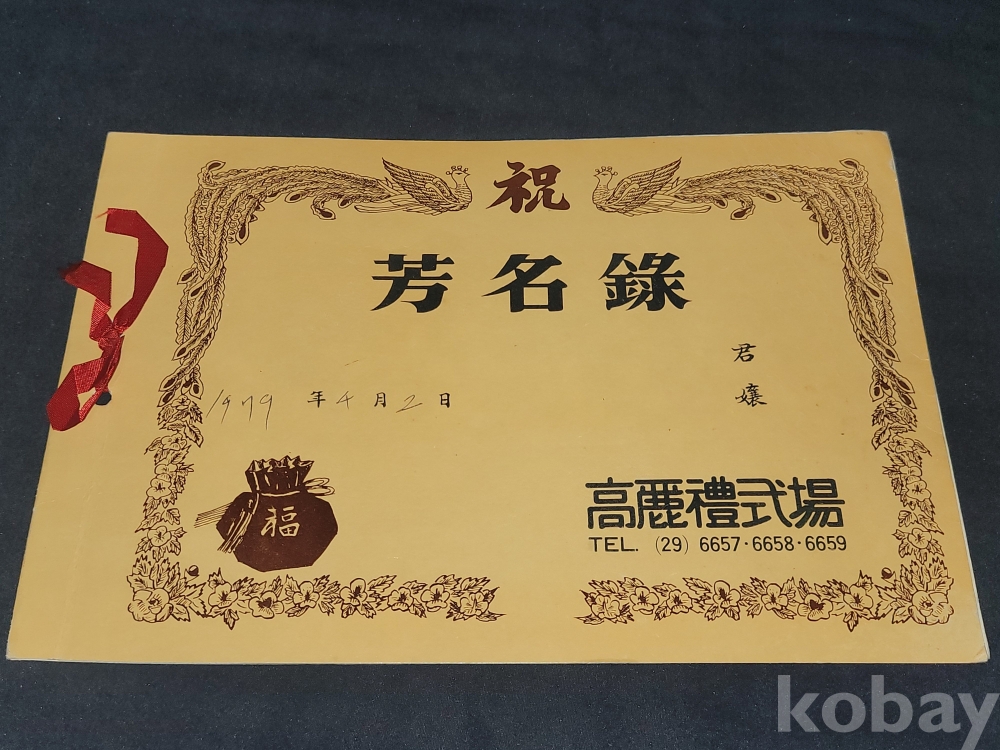 祝
芳名錄
君
孃
1979 年 4 月 2 日
福
高麗禮式場
TEL. (29) 6657·6658·6659
kobay